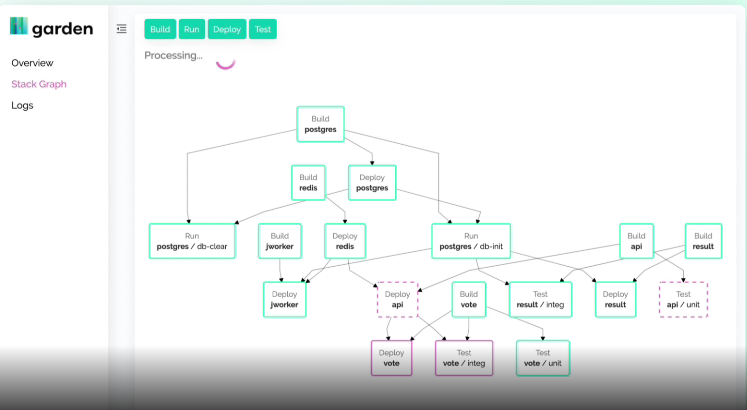 garden
Build Run Deploy Test
Processing...
Overview
Stack Graph
Logs
Build
postgres
Build
redis
Deploy
postgres
Run
postgres / db-clear
Build
jworker
Deploy
redis
Run
postgres / db-init
Build
api
Build
result
Deploy
jworker
Deploy
api
Build
vote
Test
result / integ
Deploy
result
Test
api / unit
Deploy
vote
Test
vote / integ
Test
vote / unit